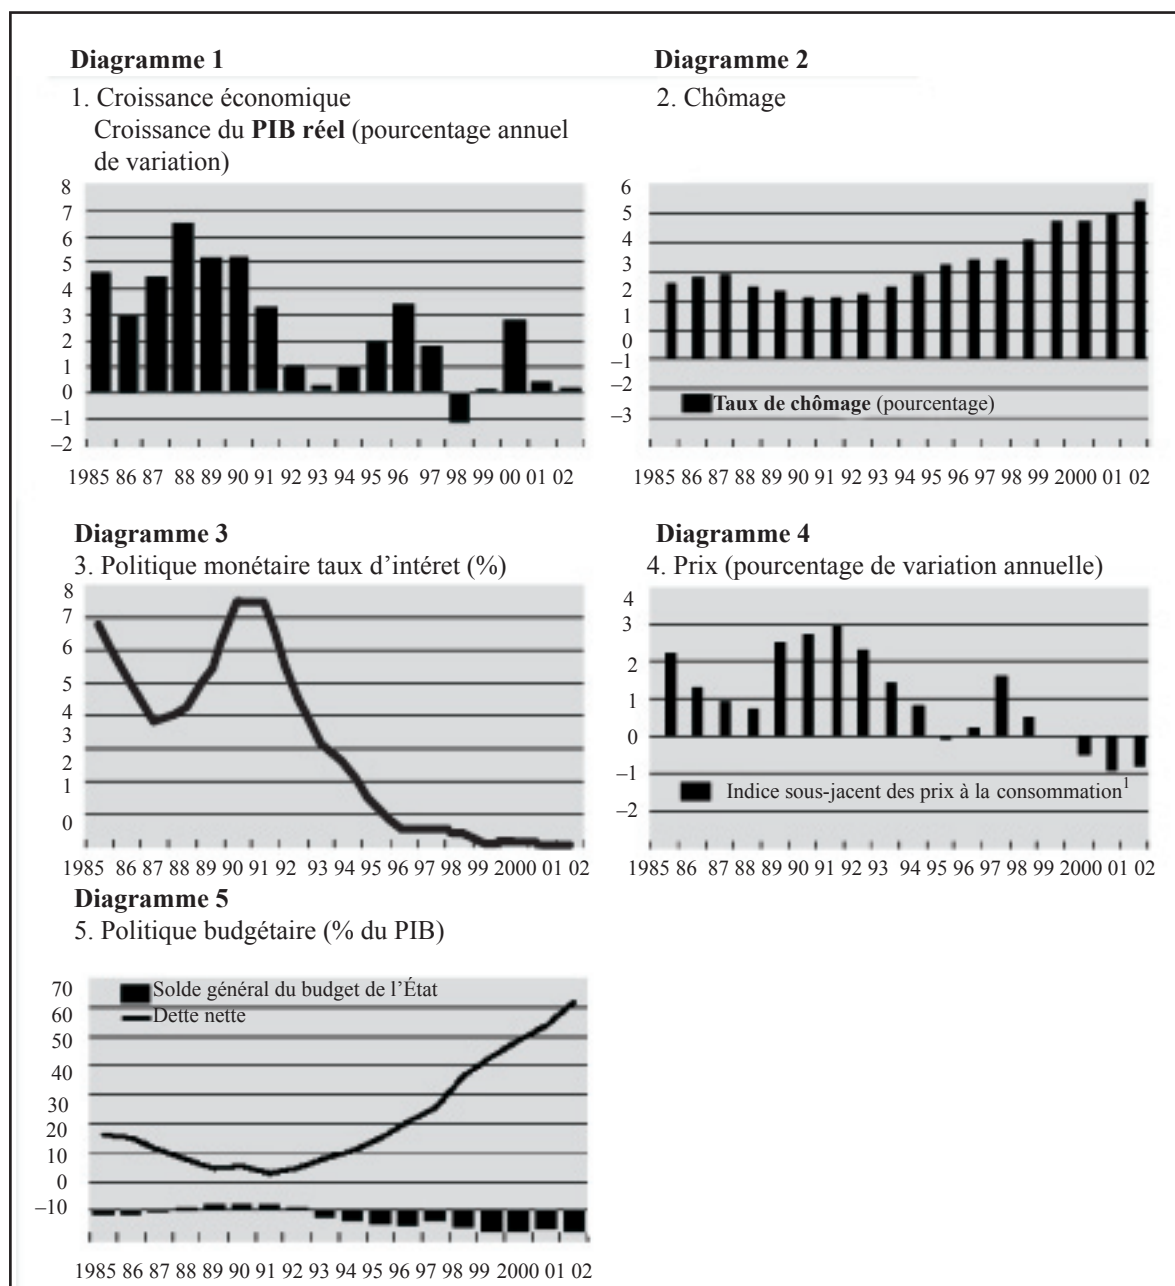 Diagramme 1
1. Croissance économique
Croissance du PIB réel (pourcentage annuel
de variation)
8
7
6
5
4
3
2
1
0
–1
–2
1985 86 87 88 89 90 91 92 93 94 95 96 97 98 99 00 01 02
Diagramme 2
2. Chômage
6
5
4
3
2
1
0
–1
–2
–3
Taux de chômage (pourcentage)
1985 86 87 88 89 90 91 92 93 94 95 96 97 98 99 2000 01 02
Diagramme 3
3. Politique monétaire taux d’intéret (%)
8
7
6
5
4
3
2
1
0
1985 86 87 88 89 90 91 92 93 94 95 96 97 98 99 2000 01 02
Diagramme 4
4. Prix (pourcentage de variation annuelle)
4
3
2
1
0
–1
–2
Indice sous-jacent des prix à la consommation1
1985 86 87 88 89 90 91 92 93 94 95 96 97 98 99 2000 01 02
Diagramme 5
5. Politique budgétaire (% du PIB)
70
60
50
40
30
20
10
0
–10
Solde général du budget de l’État
Dette nette
1985 86 87 88 89 90 91 92 93 94 95 96 97 98 99 2000 01 02